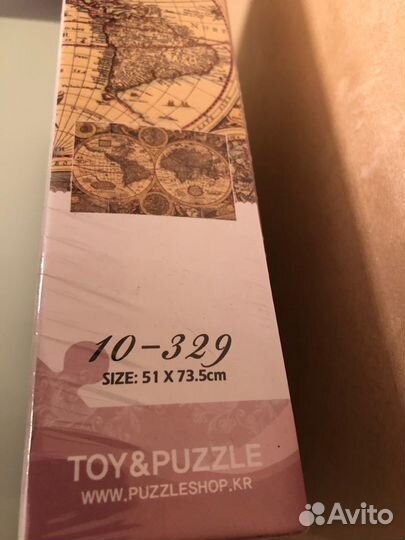 10-329
SIZE: 51 X 73.5cm
TOY&PUZZLE
WWW.PUZZLESHOP.KR
Avito